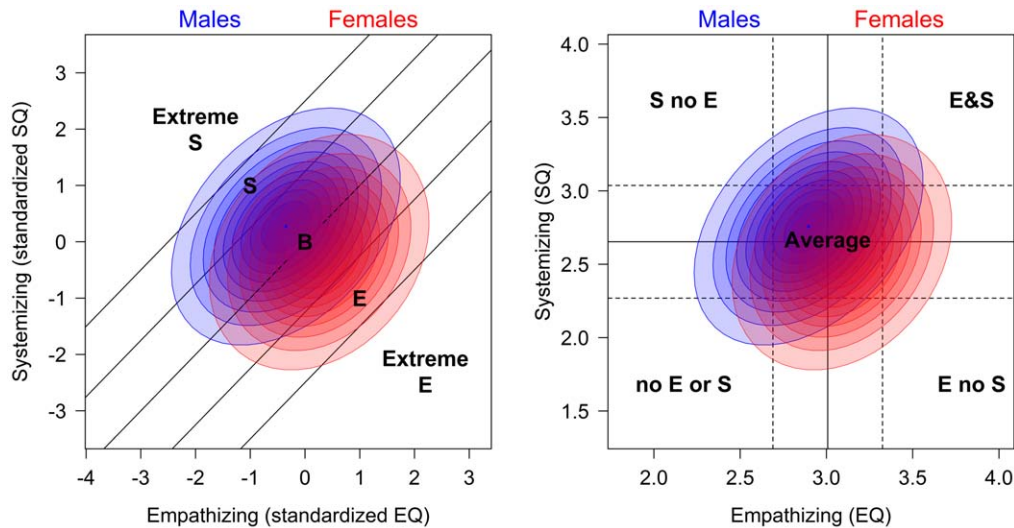 Males Females
Systemizing (standardized SQ)
3
2
1
0
-1
-2
-3
Extreme
S
S
B
E
Extreme
E
-4 -3 -2 -1 0 1 2 3
Empathizing (standardized EQ)
Males Females
Systemizing (SQ)
4.0
3.5
3.0
2.5
2.0
1.5
S no E
E&S
Average
no E or S
E no S
2.0 2.5 3.0 3.5 4.0
Empathizing (EQ)